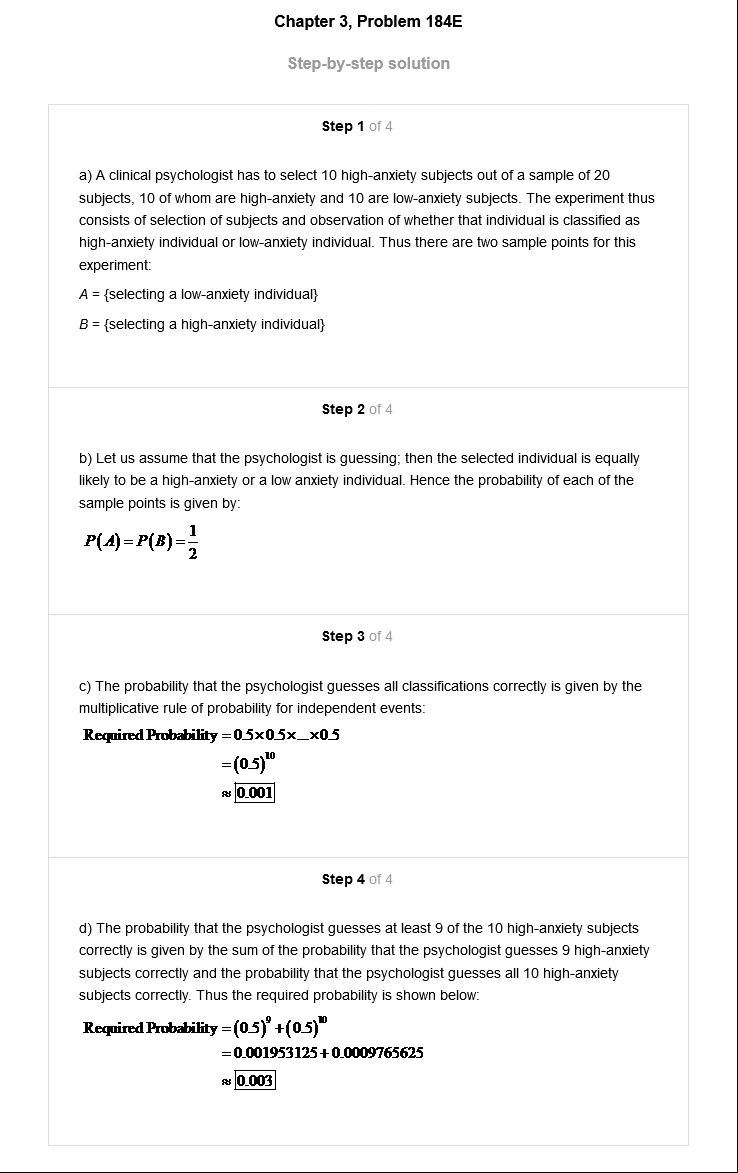 Chapter 3, Problem 184E
Step-by-step solution
Step 1 of 4
a) A clinical psychologist has to select 10 high-anxiety subjects out of a sample of 20
subjects, 10 of whom are high-anxiety and 10 are low-anxiety subjects. The experiment thus
consists of selection of subjects and observation of whether that individual is classified as
high-anxiety individual or low-anxiety individual. Thus there are two sample points for this
experiment:
A = {selecting a low-anxiety individual}
B = {selecting a high-anxiety individual}
Step 2 of 4
b) Let us assume that the psychologist is guessing; then the selected individual is equally
likely to be a high-anxiety or a low anxiety individual. Hence the probability of each of the
sample points is given by:
P(A)=P(B)=1/2
Step 3 of 4
c) The probability that the psychologist guesses all classifications correctly is given by the
multiplicative rule of probability for independent events:
Required Probability =0.5×0.5×...×0.5
=(0.5)^10
≈ 0.001
Step 4 of 4
d) The probability that the psychologist guesses at least 9 of the 10 high-anxiety subjects
correctly is given by the sum of the probability that the psychologist guesses 9 high-anxiety
subjects correctly and the probability that the psychologist guesses all 10 high-anxiety
subjects correctly. Thus the required probability is shown below:
Required Probability =(0.5)^9+(0.5)^10
=0.001953125+0.0009765625
≈ 0.003